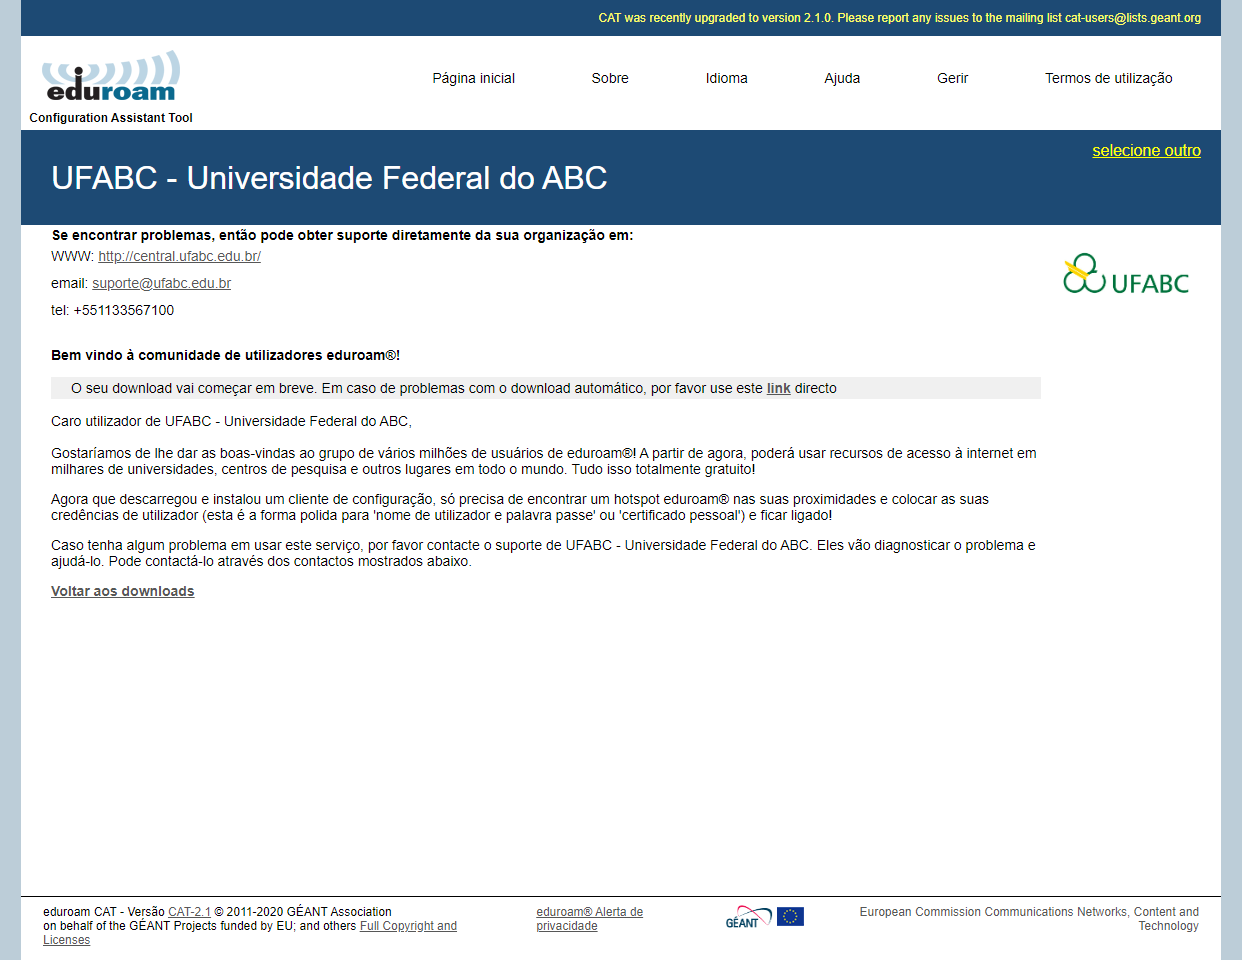 CAT was recently upgraded to version 2.1.0. Please report any issues to the mailing list cat-users@lists.geant.org
eduroam
Configuration Assistant Tool
Página inicial
Sobre
Idioma
Ajuda
Gerir
Termos de utilização
selecione outro
UFABC - Universidade Federal do ABC
Se encontrar problemas, então pode obter suporte diretamente da sua organização em:
WWW: http://central.ufabc.edu.br/
email: suporte@ufabc.edu.br
tel: +551133567100
UFABC
Bem vindo à comunidade de utilizadores eduroam®!
O seu download vai começar em breve. Em caso de problemas com o download automático, por favor use este link directo
Caro utilizador de UFABC - Universidade Federal do ABC,
Gostaríamos de lhe dar as boas-vindas ao grupo de vários milhões de usuários de eduroam®! A partir de agora, poderá usar recursos de acesso à internet em
milhares de universidades, centros de pesquisa e outros lugares em todo o mundo. Tudo isso totalmente gratuito!
Agora que descarregou e instalou um cliente de configuração, só precisa de encontrar um hotspot eduroam® nas suas proximidades e colocar as suas
credências de utilizador (esta é a forma polida para 'nome de utilizador e palavra passe' ou 'certificado pessoal') e ficar ligado!
Caso tenha algum problema em usar este serviço, por favor contacte o suporte de UFABC - Universidade Federal do ABC. Eles vão diagnosticar o problema e
ajudá-lo. Pode contactá-lo através dos contactos mostrados abaixo.
Voltar aos downloads
eduroam CAT - Versão CAT-2.1 © 2011-2020 GÉANT Association
on behalf of the GÉANT Projects funded by EU; and others Full Copyright and
Licenses
eduroam® Alerta de
privacidade
GÉANT
European Commission Communications Networks, Content and
Technology